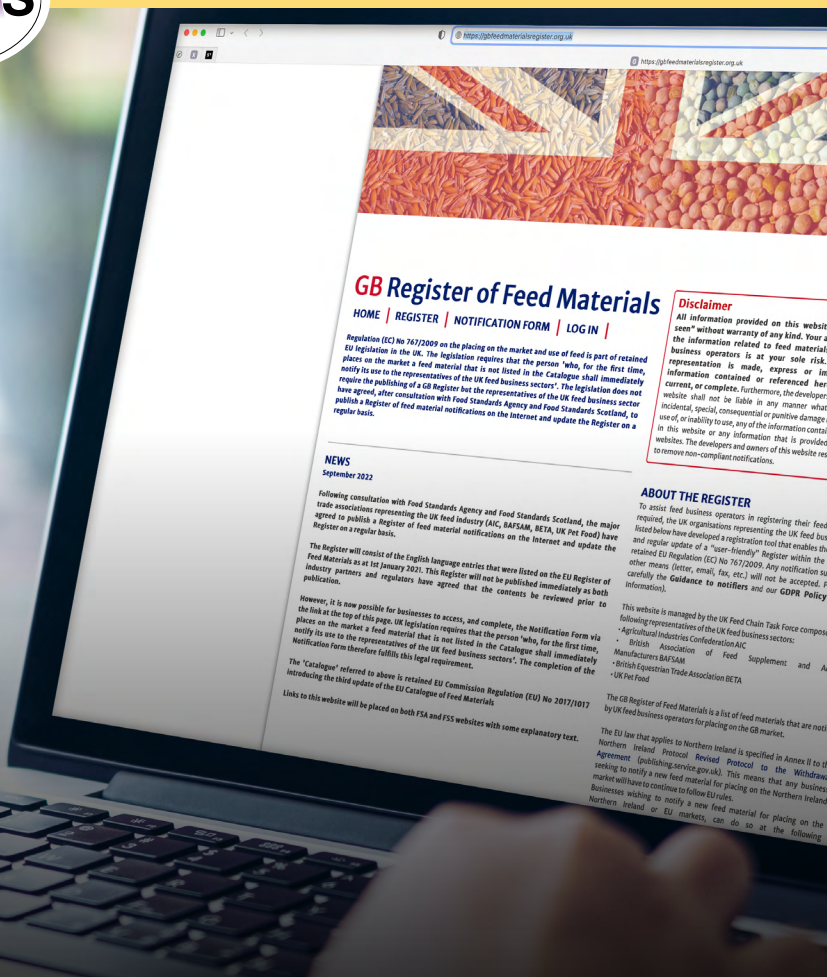 S
https://gbfeedmaterialsregister.org.uk
https://gbfeedmaterialsregister.org.uk
GB Register of Feed Materials
HOME | REGISTER | NOTIFICATION FORM | LOG IN |
Regulation (EC) No 767/2009 on the placing on the market and use of feed is part of retained
EU legislation in the UK. The legislation requires that the person 'who, for the first time,
places on the market a feed material that is not listed in the Catalogue shall immediately
notify its use to the representatives of the UK feed business sectors'. The legislation does not
require the publishing of a GB Register but the representatives of the UK feed business sector
have agreed, after consultation with Food Standards Agency and Food Standards Scotland, to
publish a Register of feed material notifications on the Internet and update the Register on a
regular basis.
NEWS
September 2022
Following consultation with Food Standards Agency and Food Standards Scotland, the major
trade associations representing the UK feed industry (AIC, BAFSAM, BETA, UK Pet Food) have
agreed to publish a Register of feed material notifications on the Internet and update the
Register on a regular basis.
The Register will consist of the English language entries that were listed on the EU Register of
Feed Materials as at 1st January 2021. This Register will not be published immediately as both
industry partners and regulators have agreed that the contents be reviewed prior to
publication.
However, it is now possible for businesses to access, and complete, the Notification Form via
the link at the top of this page. UK legislation requires that the person 'who, for the first time,
places on the market a feed material that is not listed in the Catalogue shall immediately
notify its use to the representatives of the UK feed business sectors'. The completion of the
Notification Form therefore fulfills this legal requirement.
The 'Catalogue' referred to above is retained EU Commission Regulation (EU) No 2017/1017
introducing the third update of the EU Catalogue of Feed Materials
Links to this website will be placed on both FSA and FSS websites with some explanatory text.
Disclaimer
All information provided on this websit
seen" without warranty of any kind. Your a
the information related to feed material
business operators is at your sole risk.
representation is made, express or im
information contained or referenced her
current, or complete. Furthermore, the developer
website shall not be liable in any manner what
incidental, special, consequential or punitive damage
use of, or inability to use, any of the information contai
in this website or any information that is provided
websites. The developers and owners of this website res
to remove non-compliant notifications.
ABOUT THE REGISTER
To assist feed business operators in registering their feed
required, the UK organisations representing the UK feed bus
listed below have developed a registration tool that enables th
and regular update of a "user-friendly" Register within the
retained EU Regulation (EC) No 767/2009. Any notification su
other means (letter, email, fax, etc.) will not be accepted. P
carefully the Guidance to notifiers and our GDPR Policy
information).
This website is managed by the UK Feed Chain Task Force compose
following representatives of the UK feed business sectors:
• Agricultural Industries Confederation AIC
• British Association of Feed Supplement and A
Manufacturers BAFSAM
• British Equestrian Trade Association BETA
• UK Pet Food
The GB Register of Feed Materials is a list of feed materials that are noti
by UK feed business operators for placing on the GB market.
The EU law that applies to Northern Ireland is specified in Annex II to th
Northern Ireland Protocol Revised Protocol to the Withdrawa
Agreement (publishing.service.gov.uk). This means that any busines
seeking to notify a new feed material for placing on the Northern Ireland
market will have to continue to follow EU rules.
Businesses wishing to notify a new feed material for placing on the
Northern Ireland or EU markets, can do so at the following